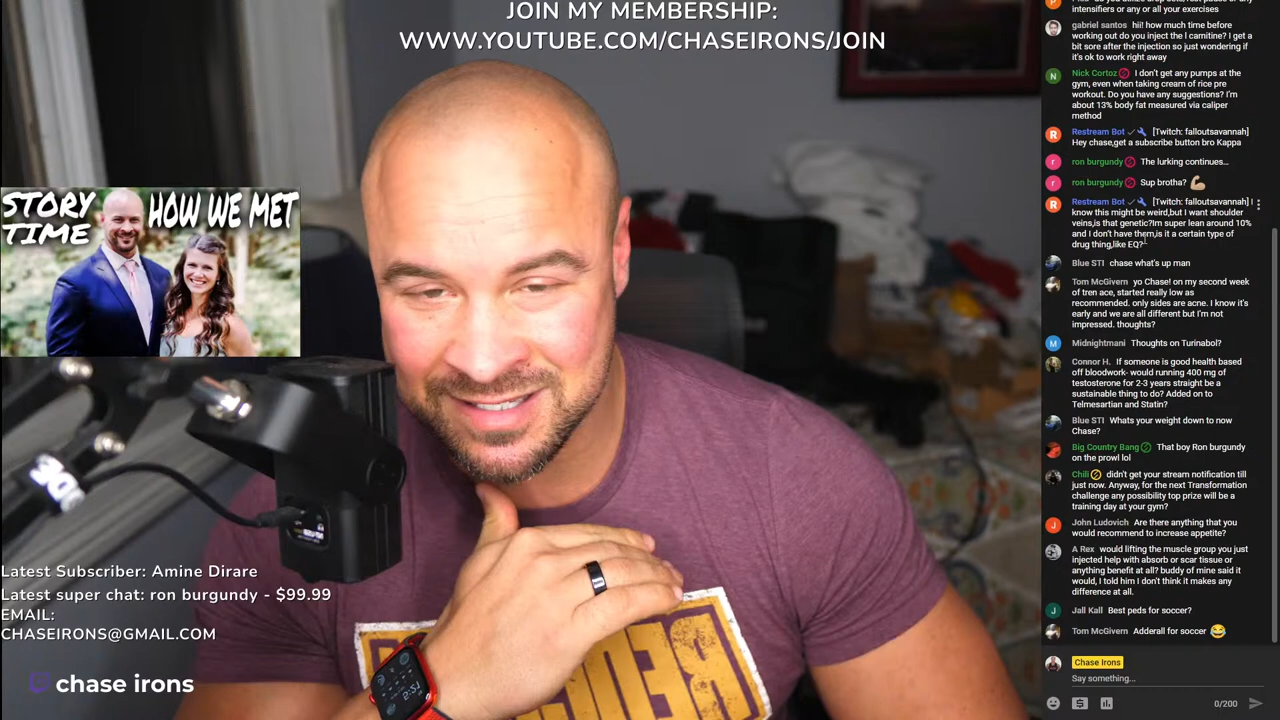 JOIN MY MEMBERSHIP:
WWW.YOUTUBE.COM/CHASEIRONS/JOIN
STORY
TIME
HOW WE MET
Latest Subscriber: Amine Dirare
Latest super chat: ron burgundy - $99.99
EMAIL:
CHASEIRONS@GMAIL.COM
chase irons
intensifiers or any or all your exercises
gabriel santos hii! how much time before
working out do you inject the l carnitine? I get a
bit sore after the injection so just wondering if
it's ok to work right away
Nick Cortoz I don't get any pumps at the
gym, even when taking cream of rice pre
workout. Do you have any suggestions? I'm
about 13% body fat measured via caliper
method
Restream Bot [Twitch: falloutsavannah]
Hey chase,get a subscribe button bro Kappa
ron burgundy The lurking continues...
ron burgundy Sup brotha? 💪🏼
Restream Bot [Twitch: falloutsavannah] I
know this might be weird,but I want shoulder
veins,is that genetic?Im super lean around 10%
and I don't have them,is it a certain type of
drug thing,like EQ?
Blue STI chase what's up man
Tom McGivern yo Chase! on my second week
of tren ace, started really low as
recommended. only sides are acne. I know it's
early and we are all different but I'm not
impressed. thoughts?
Midnightmani Thoughts on Turinabol?
Connor H. If someone is good health based
off bloodwork- would running 400 mg of
testosterone for 2-3 years straight be a
sustainable thing to do? Added on to
Telmesartian and Statin?
Blue STI Whats your weight down to now
Chase?
Big Country Bang That boy Ron burgundy
on the prowl lol
Chili didn't get your stream notification till
just now. Anyway, for the next Transformation
challenge any possibility top prize will be a
training day at your gym?
John Ludovich Are there anything that you
would recommend to increase appetite?
A Rex would lifting the muscle group you just
injected help with absorb or scar tissue or
anything benefit at all? buddy of mine said it
would, I told him I don't think it makes any
difference at all.
Jall Kall Best peds for soccer?
Tom McGivern Adderall for soccer 😂
Chase Irons
Say something...
0/200